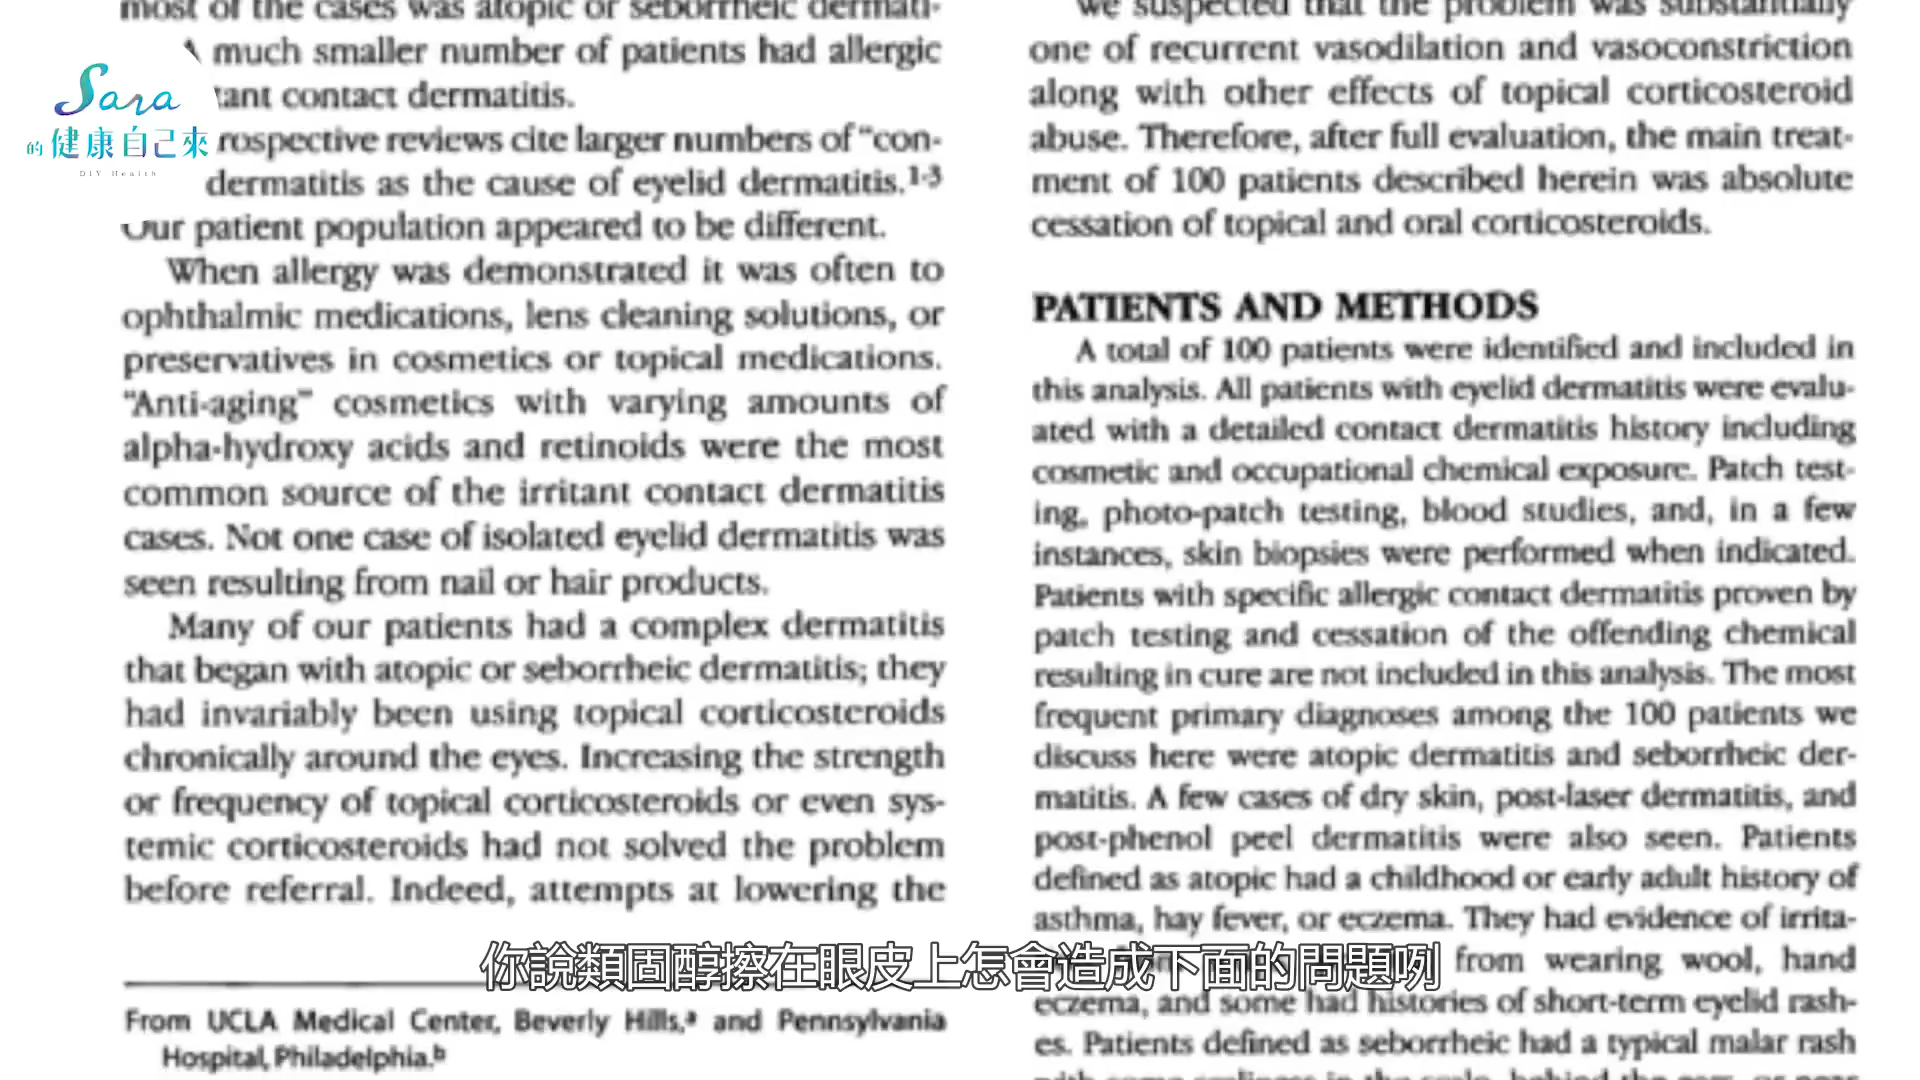 Sara
的健康自己來
DIY Health
most of the cases was atopic or seborrheic dermati-
A much smaller number of patients had allergic
tant contact dermatitis.
rospective reviews cite larger numbers of “con-
dermatitis as the cause of eyelid dermatitis.1-3
Our patient population appeared to be different.
When allergy was demonstrated it was often to
ophthalmic medications, lens cleaning solutions, or
preservatives in cosmetics or topical medications.
“Anti-aging” cosmetics with varying amounts of
alpha-hydroxy acids and retinoids were the most
common source of the irritant contact dermatitis
cases. Not one case of isolated eyelid dermatitis was
seen resulting from nail or hair products.
Many of our patients had a complex dermatitis
that began with atopic or seborrheic dermatitis; they
had invariably been using topical corticosteroids
chronically around the eyes. Increasing the strength
or frequency of topical corticosteroids or even sys-
temic corticosteroids had not solved the problem
before referral. Indeed, attempts at lowering the
From UCLA Medical Center, Beverly Hills,a and Pennsylvania
Hospital, Philadelphia.b
we suspected that the problem was substantially
one of recurrent vasodilation and vasoconstriction
along with other effects of topical corticosteroid
abuse. Therefore, after full evaluation, the main treat-
ment of 100 patients described herein was absolute
cessation of topical and oral corticosteroids.
PATIENTS AND METHODS
A total of 100 patients were identified and included in
this analysis. All patients with eyelid dermatitis were evalu-
ated with a detailed contact dermatitis history including
cosmetic and occupational chemical exposure. Patch test-
ing, photo-patch testing, blood studies, and, in a few
instances, skin biopsies were performed when indicated.
Patients with specific allergic contact dermatitis proven by
patch testing and cessation of the offending chemical
resulting in cure are not included in this analysis. The most
frequent primary diagnoses among the 100 patients we
discuss here were atopic dermatitis and seborrheic der-
matitis. A few cases of dry skin, post-laser dermatitis, and
post-phenol peel dermatitis were also seen. Patients
defined as atopic had a childhood or early adult history of
asthma, hay fever, or eczema. They had evidence of irrita-
from wearing wool, hand
eczema, and some had histories of short-term eyelid rash-
es. Patients defined as seborrheic had a typical malar rash
你說類固醇擦在眼皮上怎會造成下面的問題咧